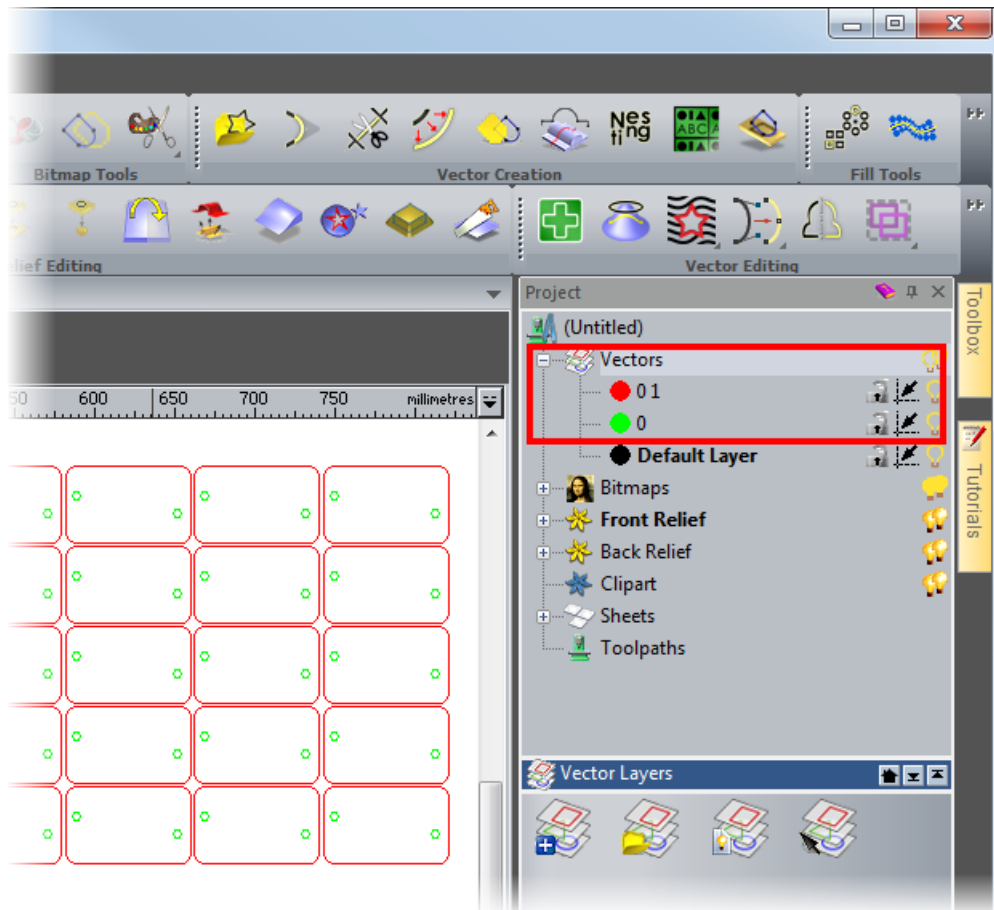 Nes
ting
ABC
Bitmap Tools
Vector Creation
Fill Tools
lief Editing
Vector Editing
Project
Toolbox
(Untitled)
Vectors
0 1
0
Default Layer
Bitmaps
Front Relief
Back Relief
Clipart
Sheets
Toolpaths
50 600 650 700 750 millimetres
Tutorials
Vector Layers